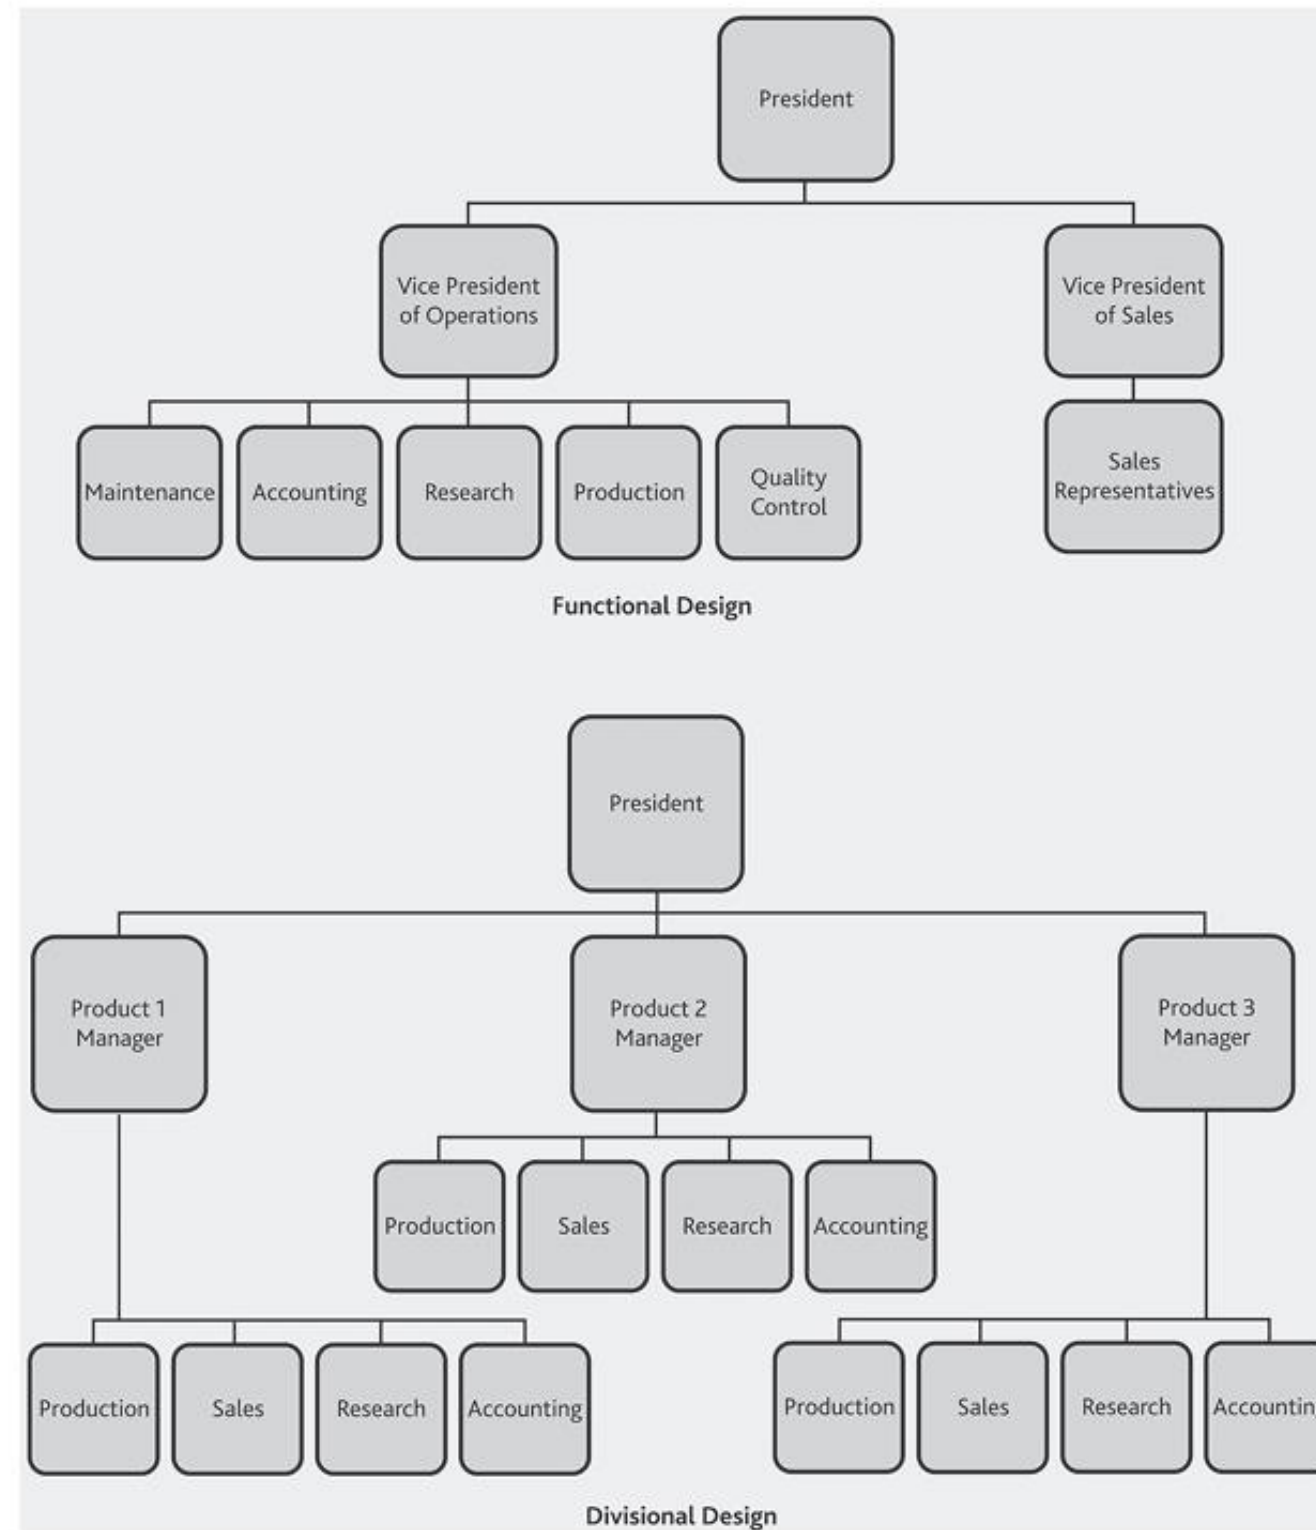 President
Vice President
of Operations
Vice President
of Sales
Maintenance
Accounting
Research
Production
Quality
Control
Sales
Representatives
Functional Design
President
Product 1
Manager
Product 2
Manager
Product 3
Manager
Production
Sales
Research
Accounting
Production
Sales
Research
Accounting
Production
Sales
Research
Accountin
Divisional Design